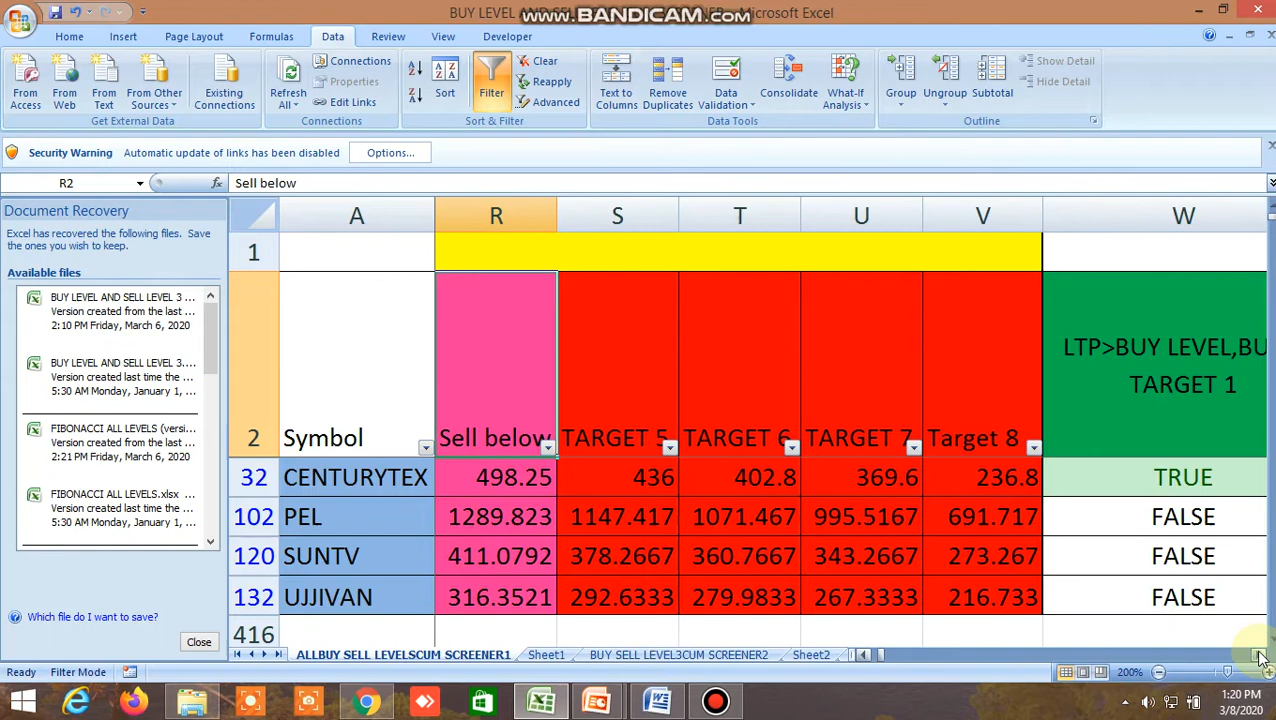 BUY LEVEL AND SELL
www.BANDICAM.com
Microsoft Excel
Home Insert Page Layout Formulas Data Review View Developer
From Access
From Web
From Text
From Other Sources
Existing Connections
Get External Data
Refresh All
Connections
Properties
Edit Links
Connections
Sort
Filter
Clear
Reapply
Advanced
Sort & Filter
Text to Columns
Remove Duplicates
Data Validation
Consolidate
What-If Analysis
Data Tools
Group
Ungroup
Subtotal
Show Detail
Hide Detail
Outline
Security Warning Automatic update of links has been disabled Options...
R2 fx Sell below
Document Recovery
Excel has recovered the following files. Save the ones you wish to keep.
Available files
BUY LEVEL AND SELL LEVEL 3 ...
Version created from the last ...
2:10 PM Friday, March 6, 2020
BUY LEVEL AND SELL LEVEL 3....
Version created last time the ...
5:30 AM Monday, January 1, ...
FIBONACCI ALL LEVELS (versi...
Version created from the last ...
2:21 PM Friday, March 6, 2020
FIBONACCI ALL LEVELS.xlsx
Version created last time the ...
5:30 AM Monday, January 1, ...
Which file do I want to save?
Close
A R S T U V W
1
LTP>BUY LEVEL,BU
TARGET 1
2 Symbol Sell below TARGET 5 TARGET 6 TARGET 7 Target 8
32 CENTURYTEX 498.25 436 402.8 369.6 236.8 TRUE
102 PEL 1289.823 1147.417 1071.467 995.5167 691.717 FALSE
120 SUNTV 411.0792 378.2667 360.7667 343.2667 273.267 FALSE
132 UJJIVAN 316.3521 292.6333 279.9833 267.3333 216.733 FALSE
416
ALLBUY SELL LEVELSCUM SCREENER1 Sheet1 BUY SELL LEVEL3CUM SCREENER2 Sheet2
Ready Filter Mode 200%
1:20 PM
3/8/2020